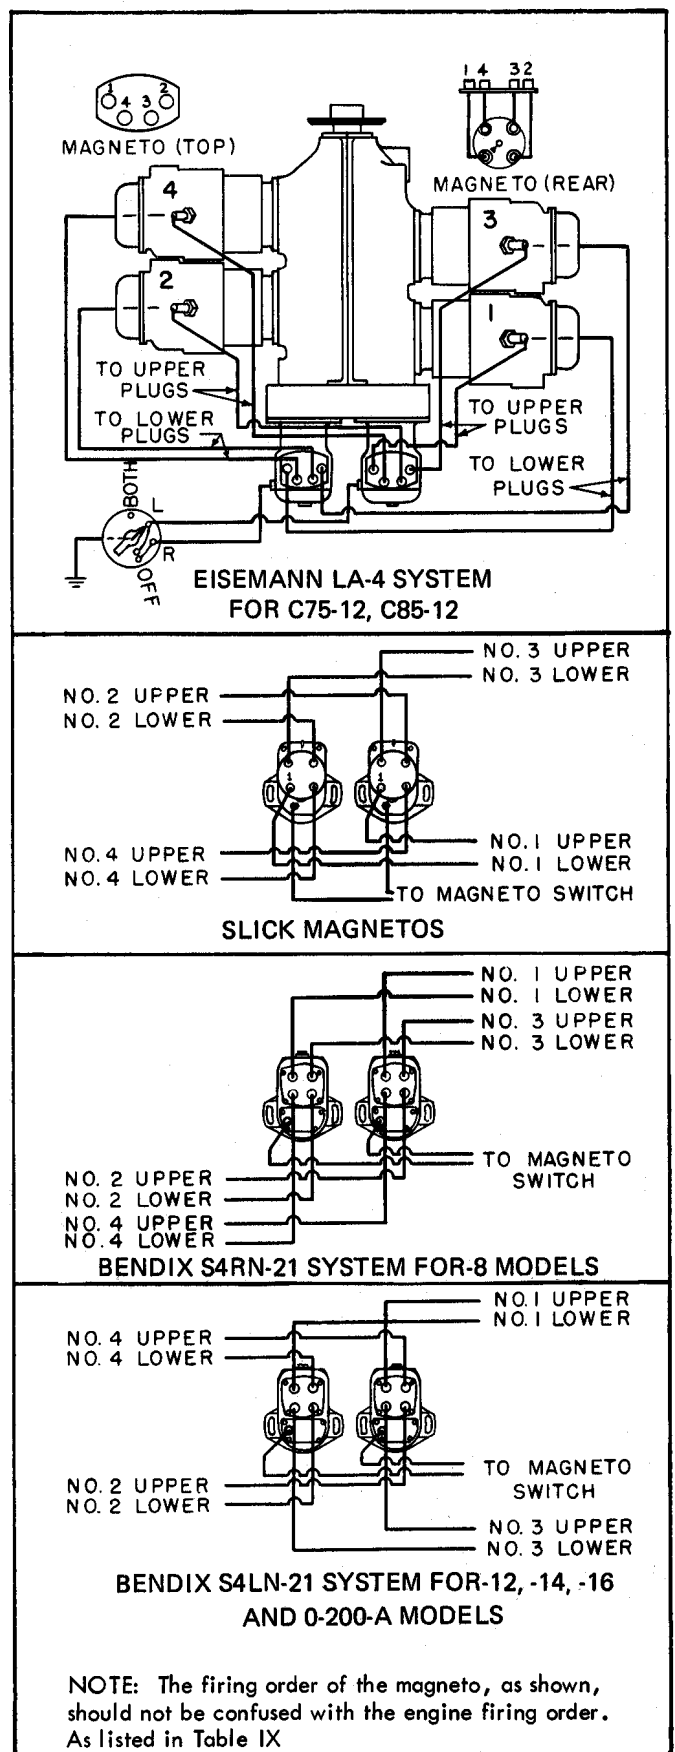 1 4 3 2
1 2
4 3
MAGNETO (TOP)
MAGNETO (REAR)
4
3
2
1
TO UPPER
PLUGS
TO LOWER
PLUGS
TO UPPER
PLUGS
TO LOWER
PLUGS
BOTH
L
R
OFF
EISEMANN LA-4 SYSTEM
FOR C75-12, C85-12
NO. 3 UPPER
NO. 3 LOWER
NO. 2 UPPER
NO. 2 LOWER
1
1
NO. 1 UPPER
NO. 4 UPPER
NO. 1 LOWER
NO. 4 LOWER
TO MAGNETO SWITCH
SLICK MAGNETOS
NO. 1 UPPER
NO. 1 LOWER
NO. 3 UPPER
NO. 3 LOWER
TO MAGNETO
SWITCH
NO. 2 UPPER
NO. 2 LOWER
NO. 4 UPPER
NO. 4 LOWER
BENDIX S4RN-21 SYSTEM FOR-8 MODELS
NO. 1 UPPER
NO. 1 LOWER
NO. 4 UPPER
NO. 4 LOWER
TO MAGNETO
SWITCH
NO. 2 UPPER
NO. 2 LOWER
NO. 3 UPPER
NO. 3 LOWER
BENDIX S4LN-21 SYSTEM FOR-12, -14, -16
AND 0-200-A MODELS
NOTE: The firing order of the magneto, as shown,
should not be confused with the engine firing order.
As listed in Table IX